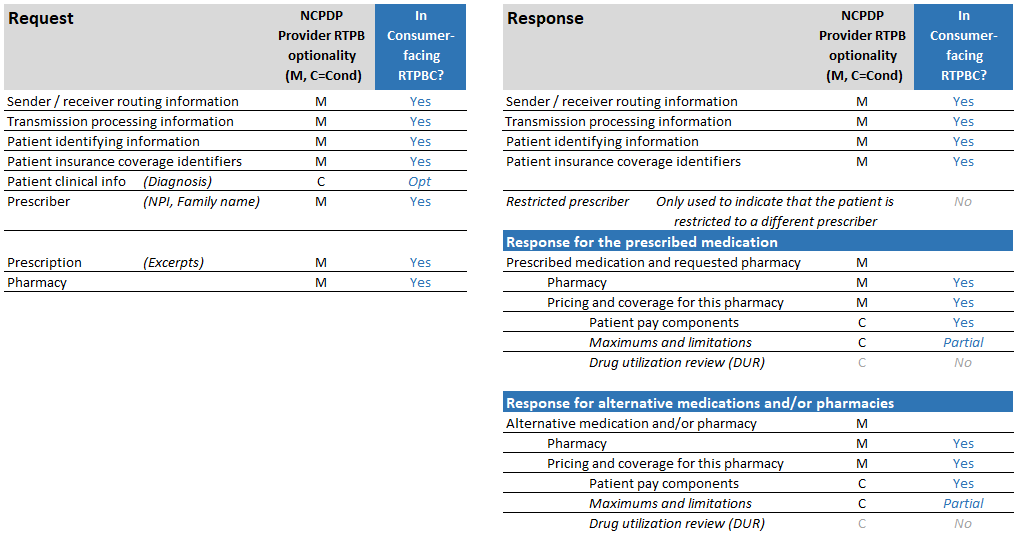 Request NCPDP Provider RTPB optionality (M, C=Cond) In Consumer-facing RTPBC?
Sender / receiver routing information M Yes
Transmission processing information M Yes
Patient identifying information M Yes
Patient insurance coverage identifiers M Yes
Patient clinical info (Diagnosis) C Opt
Prescriber (NPI, Family name) M Yes
Prescription (Excerpts) M Yes
Pharmacy M Yes
Response NCPDP Provider RTPB optionality (M, C=Cond) In Consumer-facing RTPBC?
Sender / receiver routing information M Yes
Transmission processing information M Yes
Patient identifying information M Yes
Patient insurance coverage identifiers M Yes
Restricted prescriber Only used to indicate that the patient is No
restricted to a different prescriber
Response for the prescribed medication
Prescribed medication and requested pharmacy M
Pharmacy M Yes
Pricing and coverage for this pharmacy M Yes
Patient pay components C Yes
Maximums and limitations C Partial
Drug utilization review (DUR) C No
Response for alternative medications and/or pharmacies
Alternative medication and/or pharmacy M
Pharmacy M Yes
Pricing and coverage for this pharmacy M Yes
Patient pay components C Yes
Maximums and limitations C Partial
Drug utilization review (DUR) C No